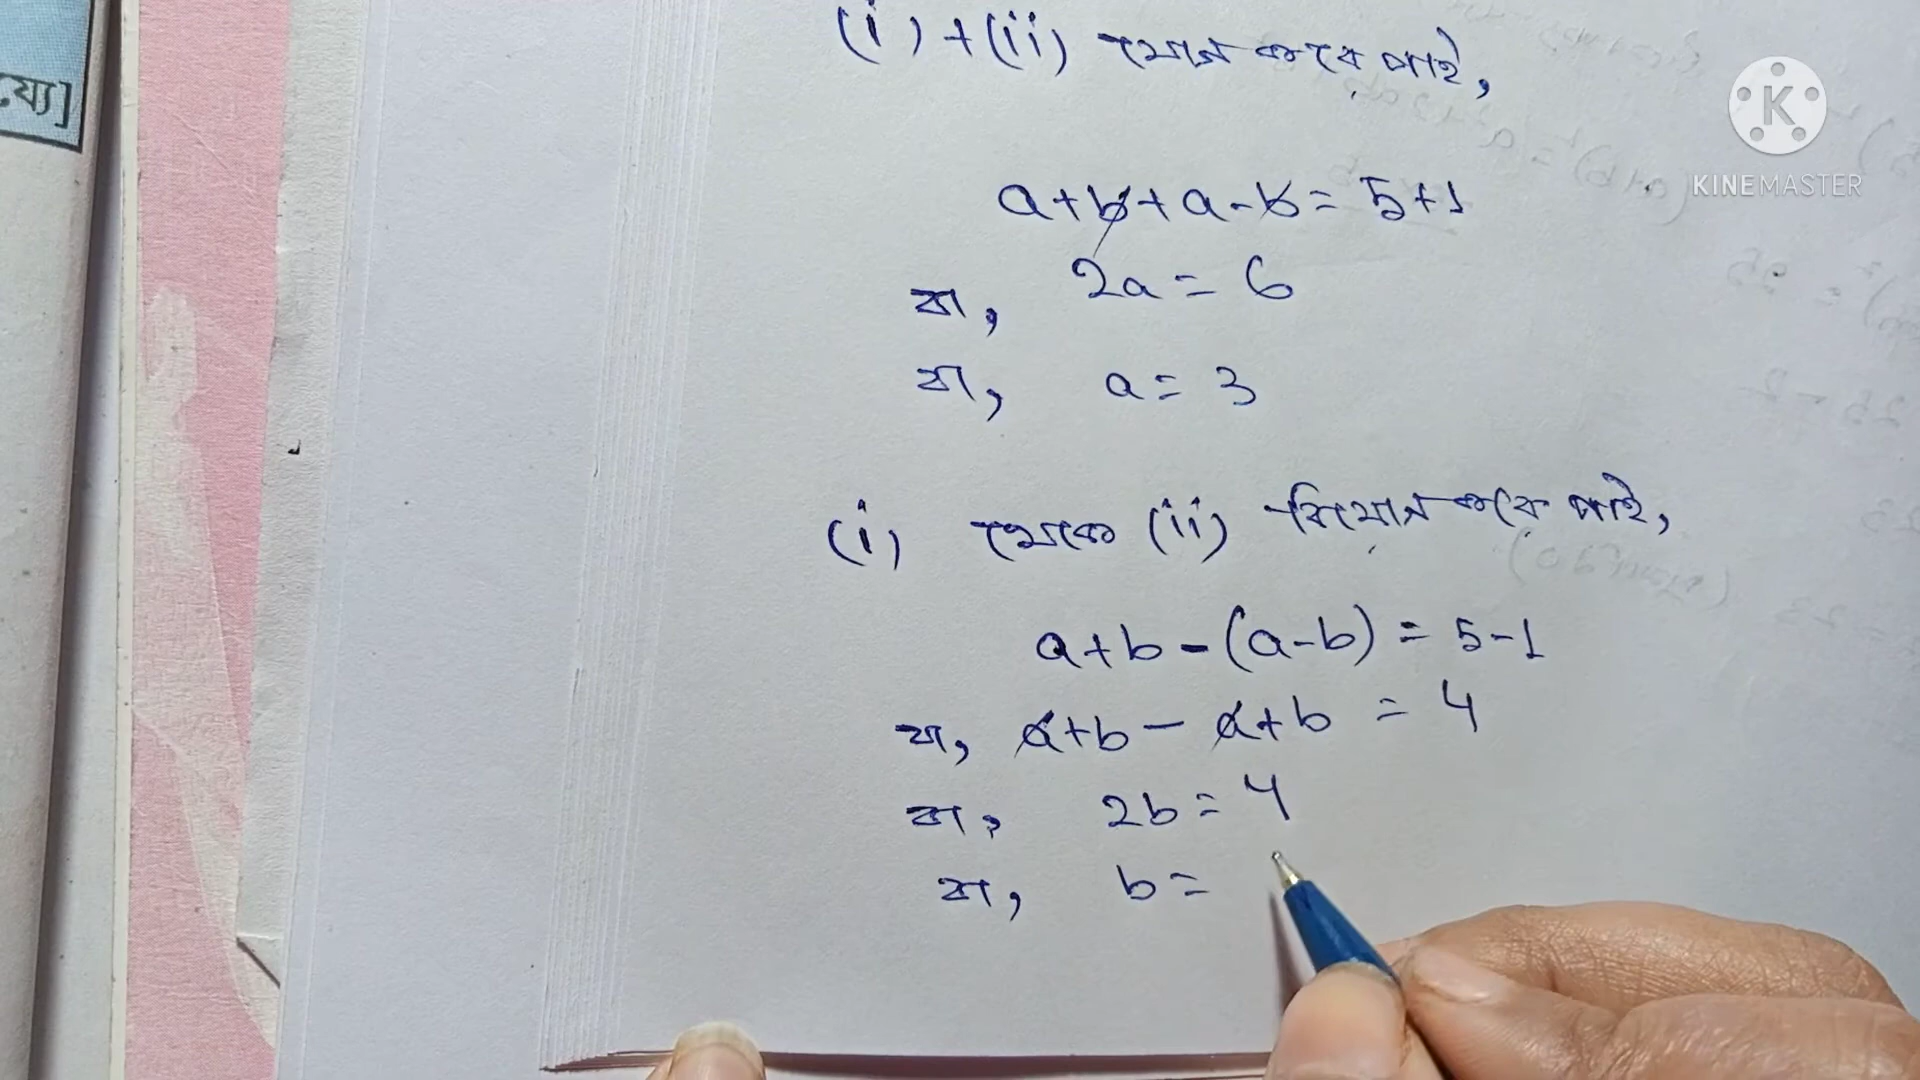 য্য]
(i)+(ii) যোগ করে পাই,
K
KINEMASTER
a+b+a-b=5+1
বা, 2a=6
বা, a=3
(i) থেকে (ii) বিয়োগ করে পাই,
a+b-(a-b)=5-1
বা, a+b-a+b=4
বা, 2b=4
বা, b=